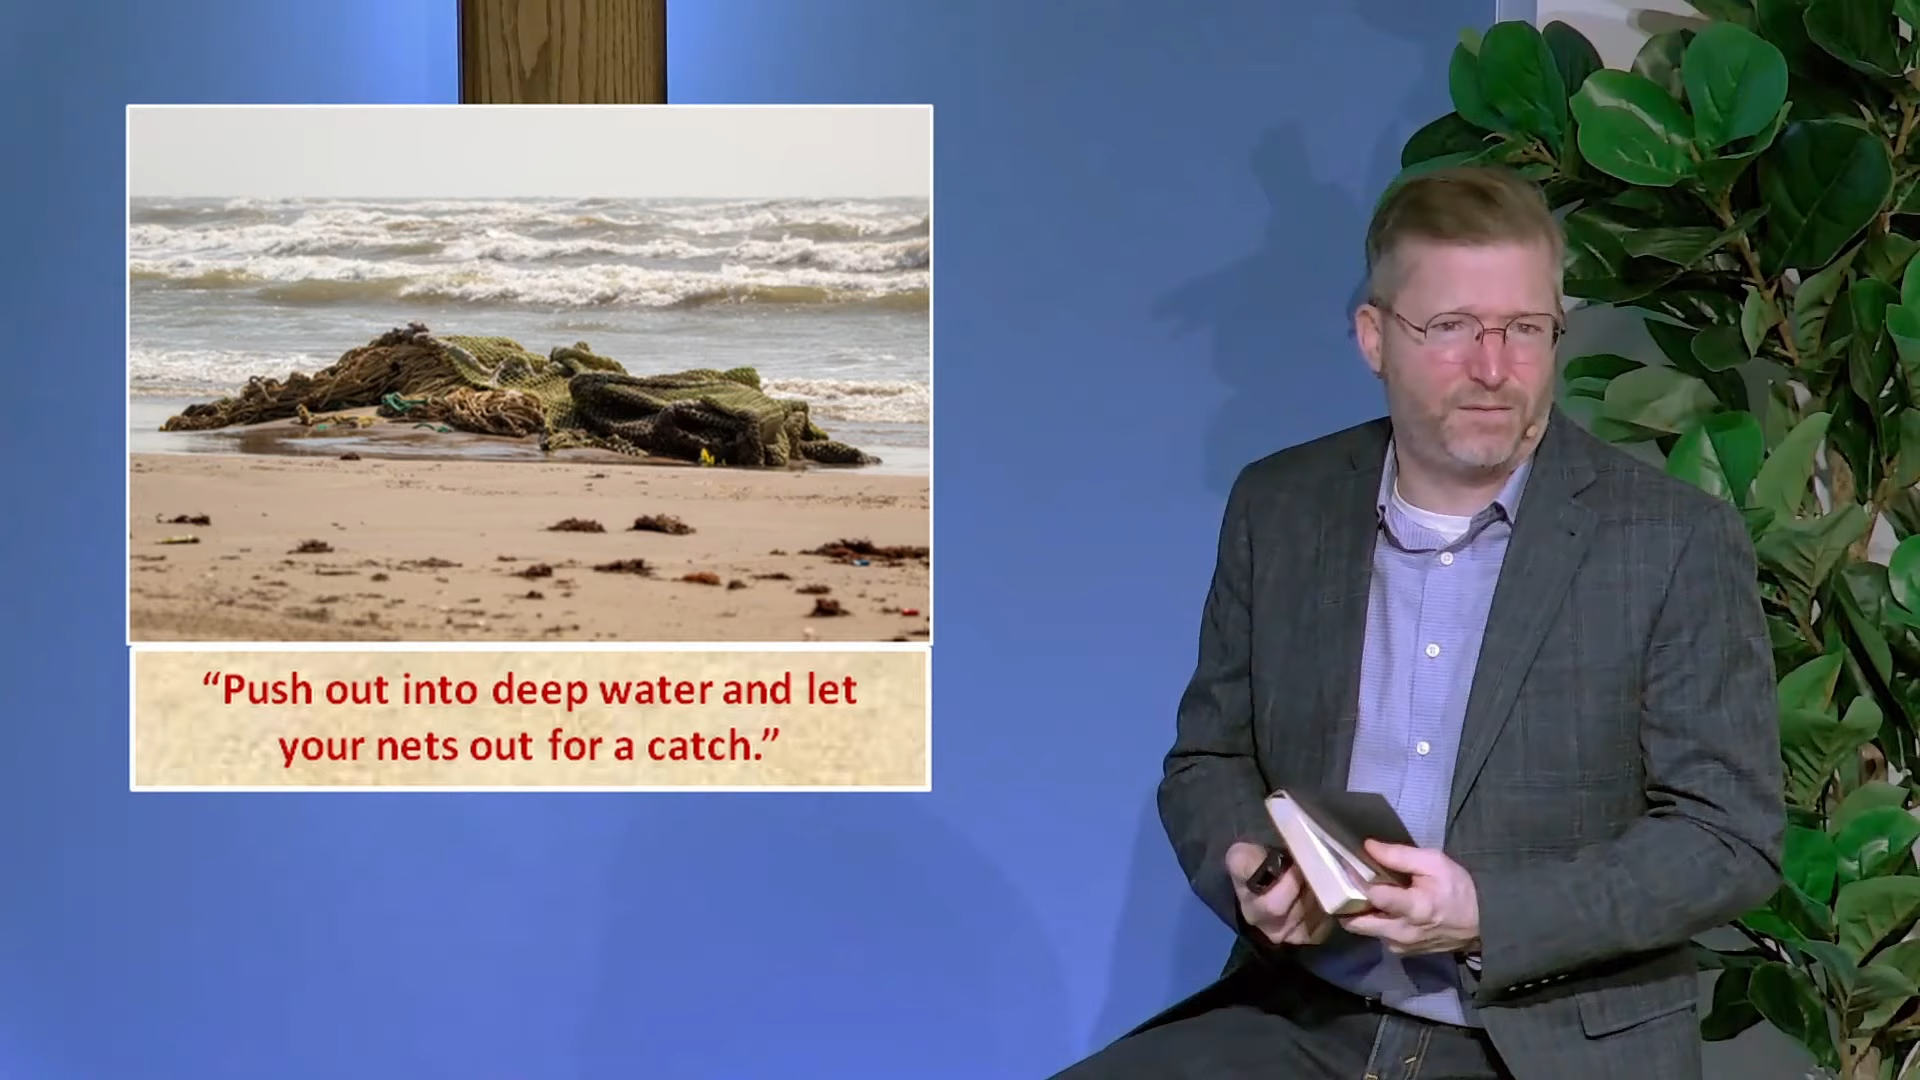 “Push out into deep water and let
your nets out for a catch.”